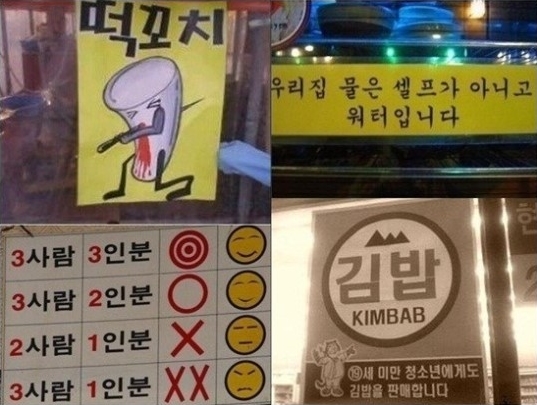 떡꼬치
우리집 물은 셀프가 아니고
워터입니다
3사람 3인분
3사람 2인분
2사람 1인분 X
3사람 1인분 XX
김밥
KIMBAB
19세 미만 청소년에게도
김밥을 판매합니다